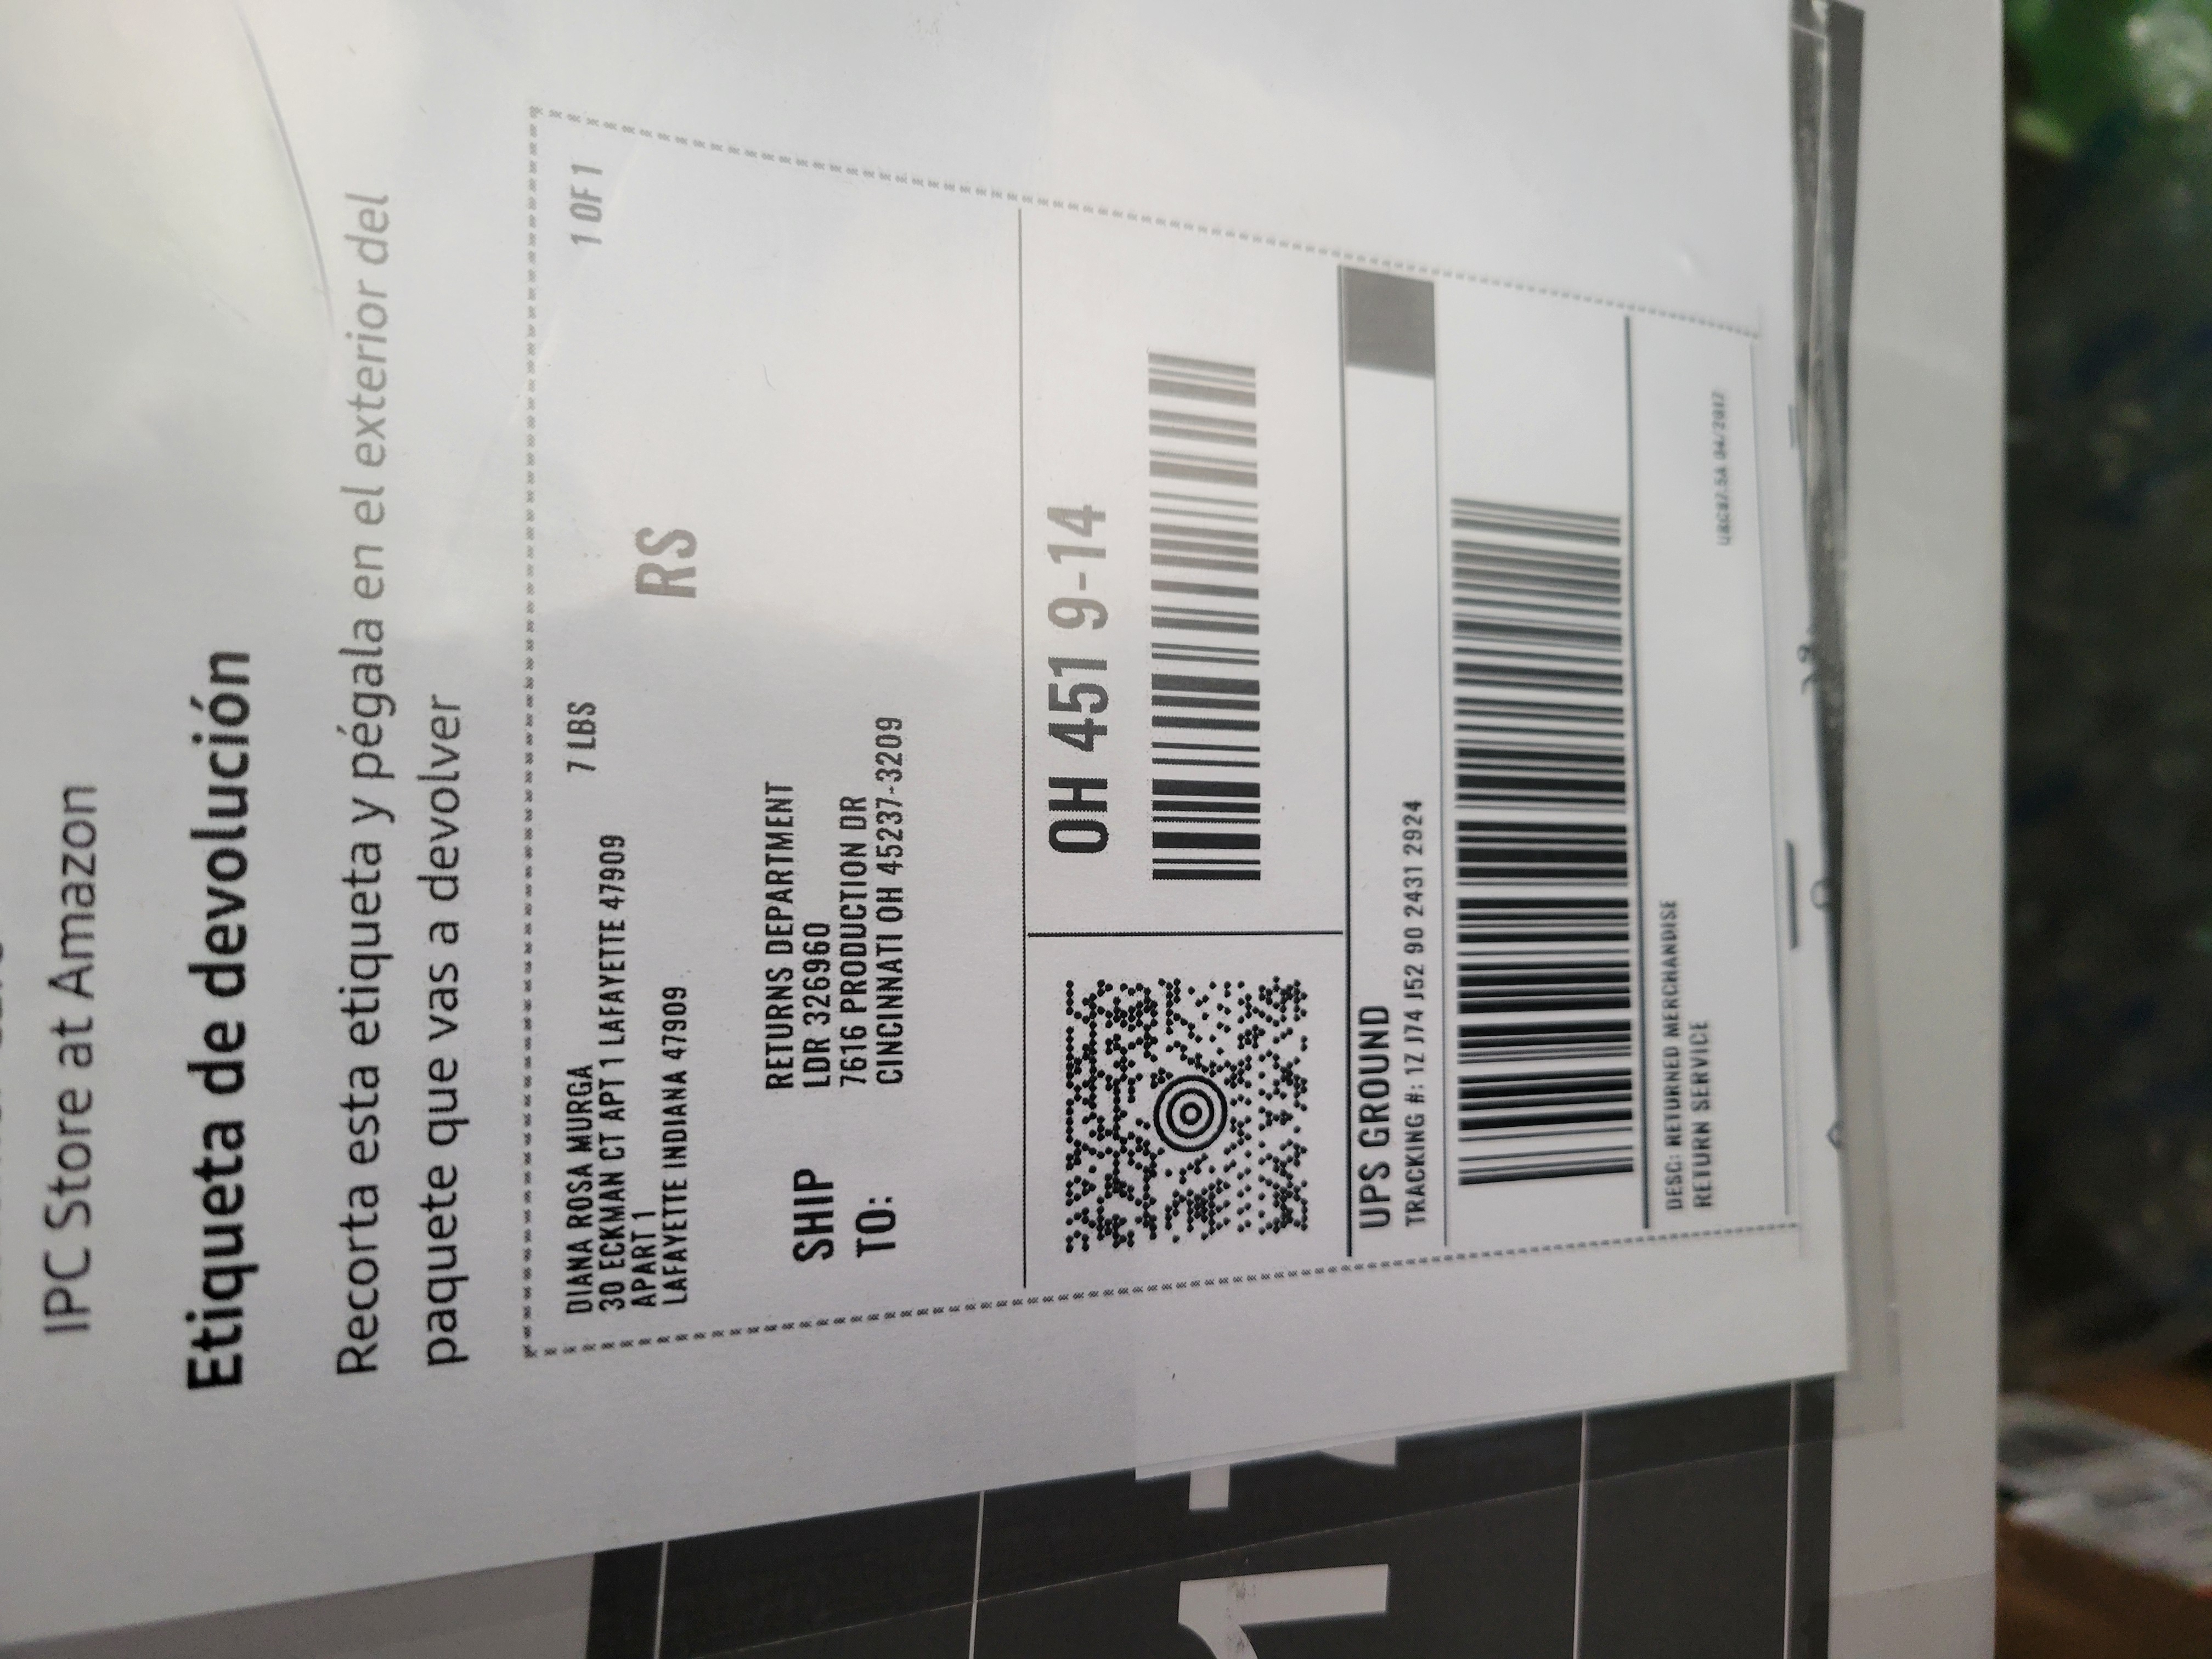 IPC Store at Amazon
Etiqueta de devolución
Recorta esta etiqueta y pégala en el exterior del
paquete que vas a devolver
DIANA ROSA MURGA 7 LBS 1 OF 1
30 ECKMAN CT APT 1 LAFAYETTE 47909
APART 1
LAFAYETTE INDIANA 47909
RS
SHIP
TO:
RETURNS DEPARTMENT
LDR 326960
7616 PRODUCTION DR
CINCINNATI OH 45237-3209
OH 451 9-14
UPS GROUND
TRACKING #: 1Z J74 J52 90 2431 2924
DESC: RETURNED MERCHANDISE
RETURN SERVICE